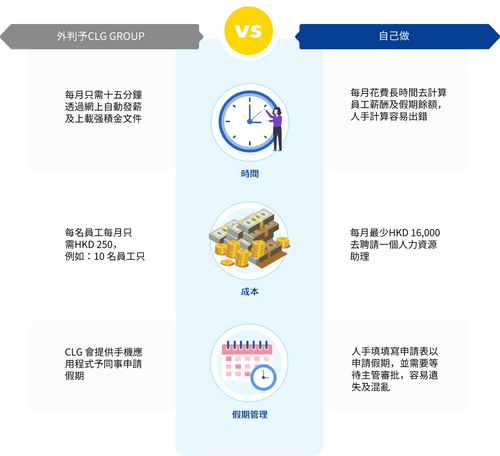 外判予CLG GROUP
VS
自己做
每月只需十五分鐘
透過網上自動發薪
及上載强積金文件
時間
每月花費長時間去計算
員工薪酬及假期餘額，
人手計算容易出錯
每名員工每月只
需HKD 250，
例如：10 名員工只
成本
每月最少HKD 16,000
去聘請一個人力資源
助理
CLG 會提供手機應
用程式予同事申請
假期
假期管理
人手填填寫申請表以
申請假期，並需要等
待主管審批，容易遺
失及混亂